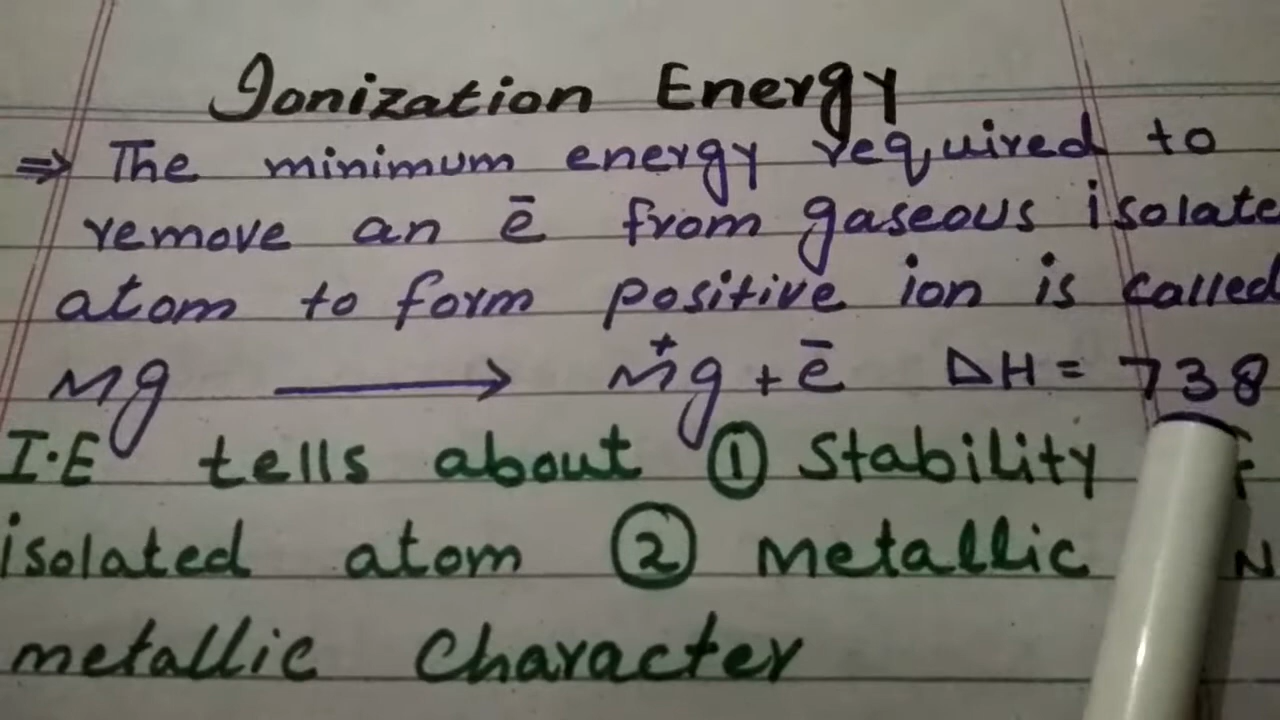 Ionization Energy
⇒ The minimum energy required to
remove an ē from gaseous isolate
atom to form positive ion is called
Mg ⟶ M⁺g + ē ΔH = 738
I.E tells about ① Stability
isolated atom ② Metallic N
metallic Character